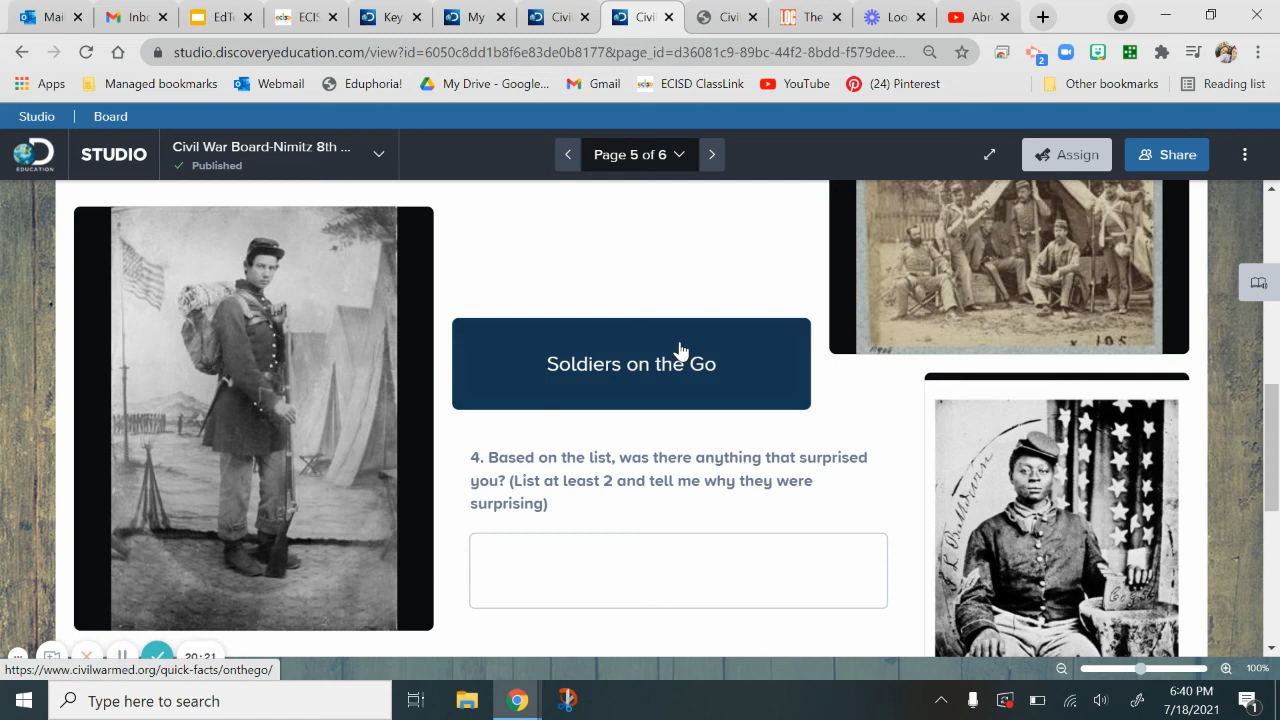 Mai
Inbo
EdTe
ECIS
Key
My
Civi
Civi
Civi
LOC The
Loo
Abr
studio.discoveryeducation.com/view?id=6050c8dd1b8f6e83de0b8177&page_id=d36081c9-89bc-44f2-8bdd-f579dee...
2
Apps
Managed bookmarks
Webmail
Eduphoria!
My Drive - Google...
Gmail
ECISD ClassLink
YouTube
(24) Pinterest
Other bookmarks
Reading list
Studio
Board
EDUCATION
STUDIO
Civil War Board-Nimitz 8th ...
Published
Page 5 of 6
Assign
Share
Soldiers on the Go
4. Based on the list, was there anything that surprised
you? (List at least 2 and tell me why they were
surprising)
20:21
https://www.civilwarmed.org/quick-facts/onthego/
100%
Type here to search
6:40 PM
7/18/2021
1